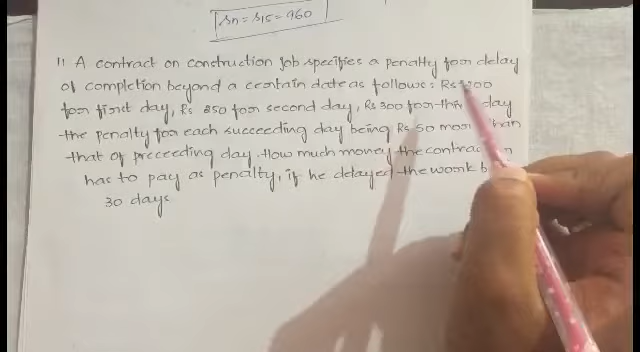 Sn = S15 = 960
11 A contract on construction job specifies a penalty for delay
of completion beyond a certain date as follows: Rs 00
for first day, Rs 250 for second day, Rs 300 for day
the penalty for each succeeding day being Rs 50 more than
that of preceeding day. How much money the
has to pay as penalty, if he delayed the work
30 days